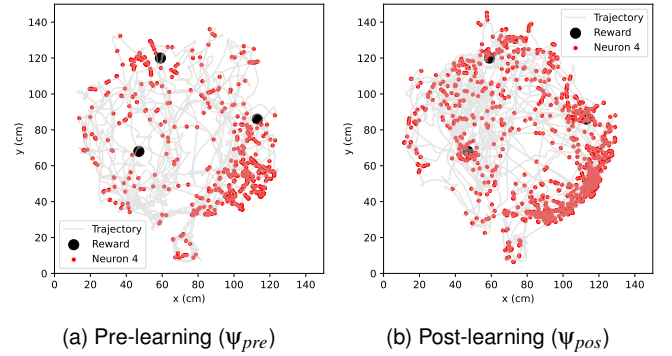 140
120
100
80
60
40
20
0
0 20 40 60 80 100 120 140
y (cm)
x (cm)
Trajectory
Reward
Neuron 4
(a) Pre-learning (Ψpre)
140
120
100
80
60
40
20
0
0 20 40 60 80 100 120 140
y (cm)
x (cm)
Trajectory
Reward
Neuron 4
(b) Post-learning (Ψpos)